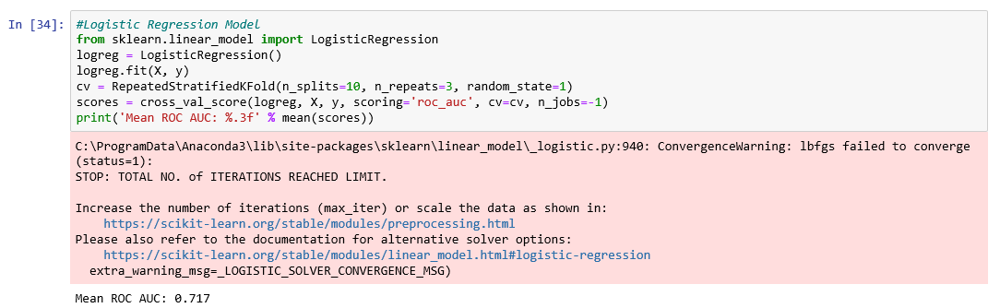 In [34]: #Logistic Regression Model
from sklearn.linear_model import LogisticRegression
logreg = LogisticRegression()
logreg.fit(X, y)
cv = RepeatedStratifiedKFold(n_splits=10, n_repeats=3, random_state=1)
scores = cross_val_score(logreg, X, y, scoring='roc_auc', cv=cv, n_jobs=-1)
print('Mean ROC AUC: %.3f' % mean(scores))
C:\ProgramData\Anaconda3\lib\site-packages\sklearn\linear_model\_logistic.py:940: ConvergenceWarning: lbfgs failed to converge
(status=1):
STOP: TOTAL NO. of ITERATIONS REACHED LIMIT.
Increase the number of iterations (max_iter) or scale the data as shown in:
https://scikit-learn.org/stable/modules/preprocessing.html
Please also refer to the documentation for alternative solver options:
https://scikit-learn.org/stable/modules/linear_model.html#logistic-regression
extra_warning_msg=_LOGISTIC_SOLVER_CONVERGENCE_MSG)
Mean ROC AUC: 0.717